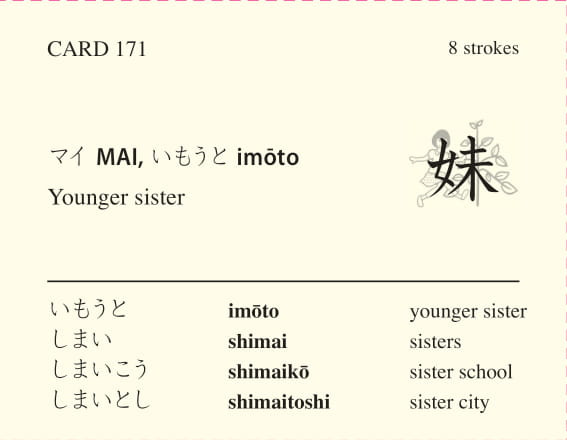 CARD 171
8 strokes
マイ MAI, いもうと imōto
Younger sister
妹
いもうと imōto younger sister
しまい shimai sisters
しまいこう shimaikō sister school
しまいとし shimaitoshi sister city